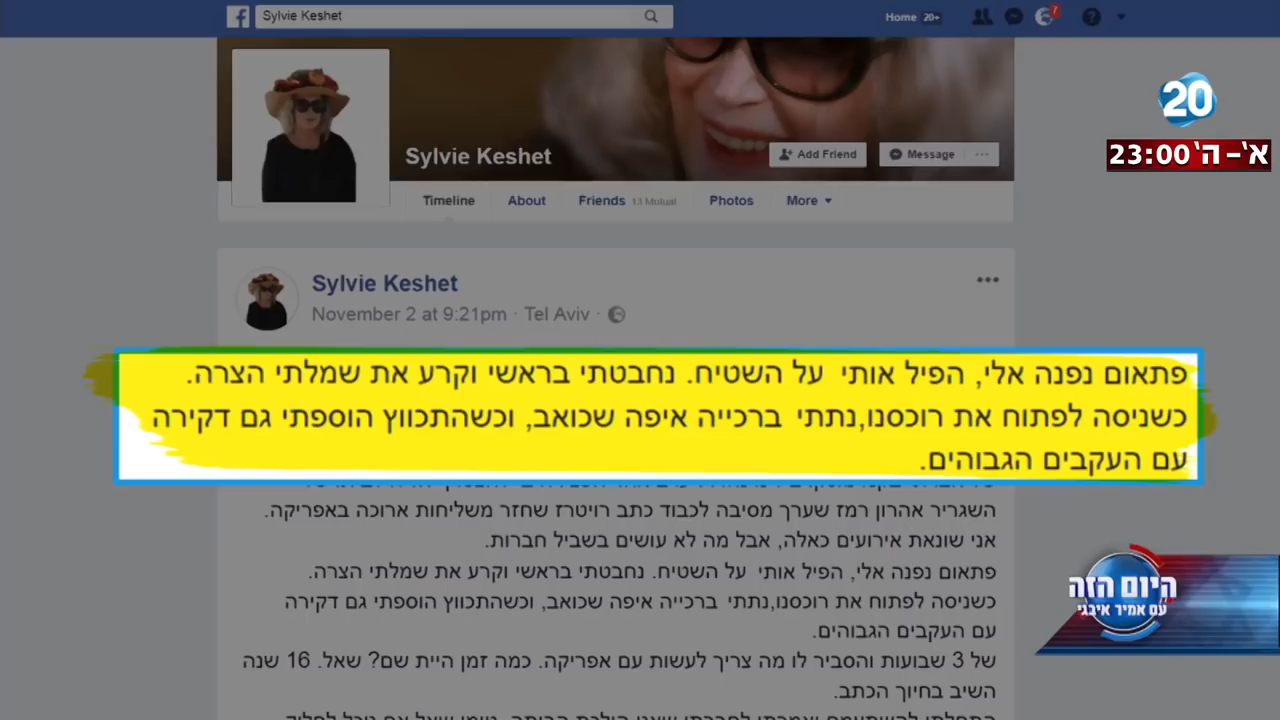 Sylvie Keshet
Home 20+
7
20
א'-ה' 23:00
Sylvie Keshet
Add Friend
Message
Timeline
About
Friends 13 Mutual
Photos
More
Sylvie Keshet
November 2 at 9:21pm · Tel Aviv ·
פתאום נפנה אלי, הפיל אותי על השטיח. נחבטתי בראשי וקרע את שמלתי הצרה.
כשניסה לפתוח את רוכסנו,נתתי ברכייה איפה שכואב, וכשהתכווץ הוספתי גם דקירה
עם העקבים הגבוהים.
השגריר אהרון רמז שערך מסיבה לכבוד כתב רויטרז שחזר משליחות ארוכה באפריקה.
אני שונאת אירועים כאלה, אבל מה לא עושים בשביל חברות.
פתאום נפנה אלי, הפיל אותי על השטיח. נחבטתי בראשי וקרע את שמלתי הצרה.
כשניסה לפתוח את רוכסנו,נתתי ברכייה איפה שכואב, וכשהתכווץ הוספתי גם דקירה
עם העקבים הגבוהים.
של 3 שבועות והסביר לו מה צריך לעשות עם אפריקה. כמה זמן היית שם? שאל. 16 שנה
השיב בחיוך הכתב.
היום הזה
עם אמיר איבגי